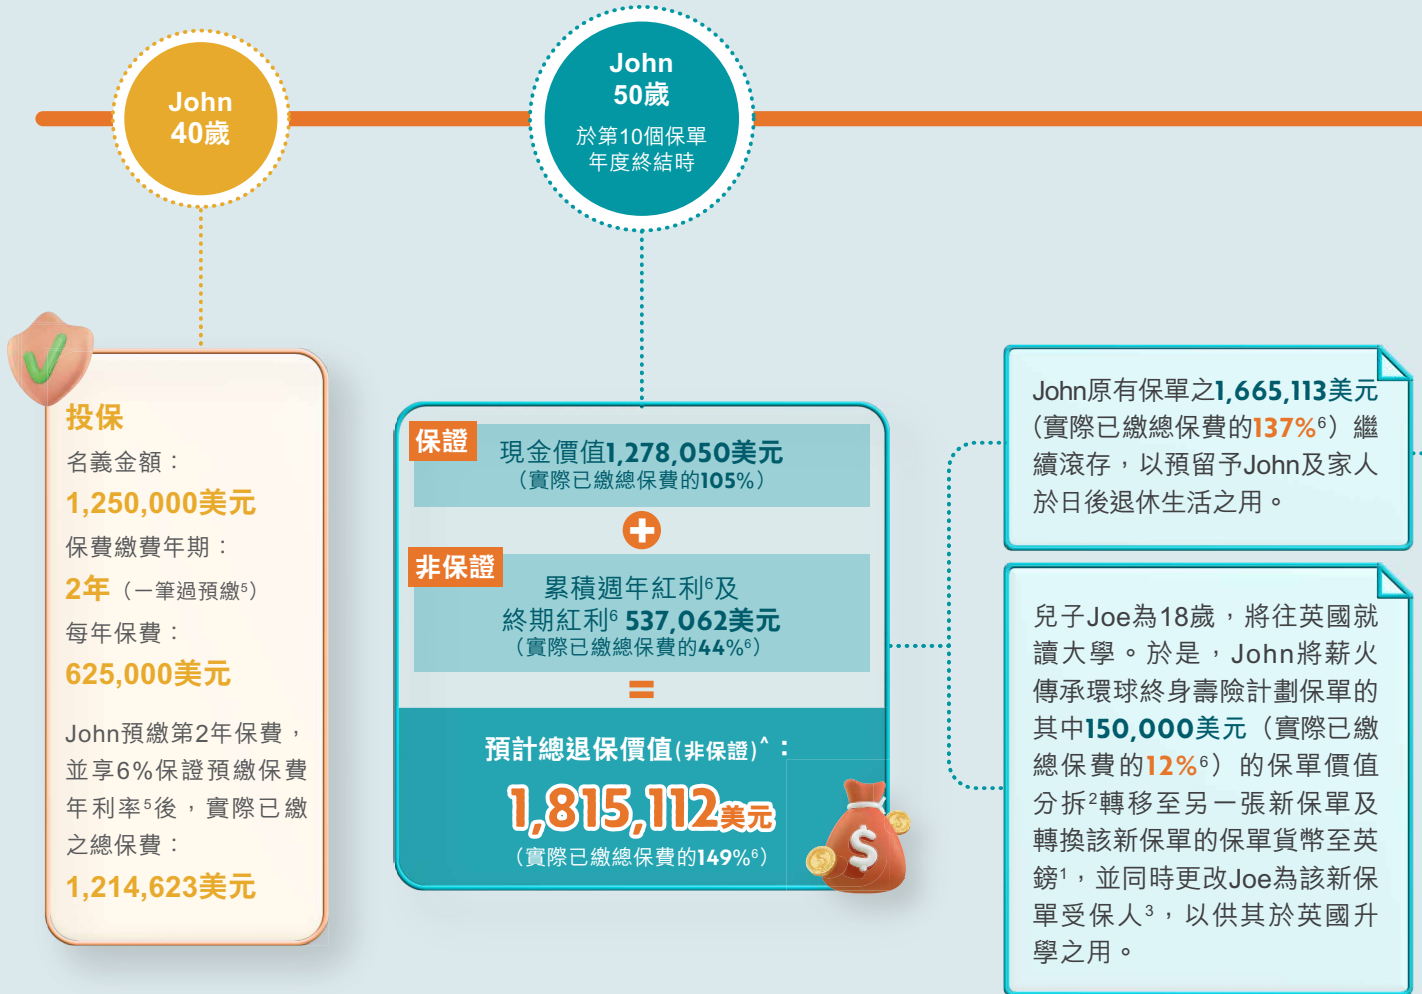 John
40歲
John
50歲
於第10個保單
年度終結時
投保
名義金額：
1,250,000美元
保費繳費年期：
2年（一筆過預繳⁵）
每年保費：
625,000美元
John預繳第2年保費，
並享6%保證預繳保費
年利率⁵後，實際已繳
之總保費：
1,214,623美元
保證
現金價值1,278,050美元
（實際已繳總保費的105%）
+
非保證
累積週年紅利⁶及
終期紅利⁶ 537,062美元
（實際已繳總保費的44%⁶）
=
預計總退保價值(非保證)^：
1,815,112美元
（實際已繳總保費的149%⁶）
$
John原有保單之1,665,113美元
（實際已繳總保費的137%⁶）繼
續滾存，以預留予John及家人
於日後退休生活之用。
兒子Joe為18歲，將往英國就
讀大學。於是，John將薪火
傳承環球終身壽險計劃保單的
其中150,000美元（實際已繳
總保費的12%⁶）的保單價值
分拆²轉移至另一張新保單及
轉換該新保單的保單貨幣至英
鎊¹，並同時更改Joe為該新保
單受保人³，以供其於英國升
學之用。